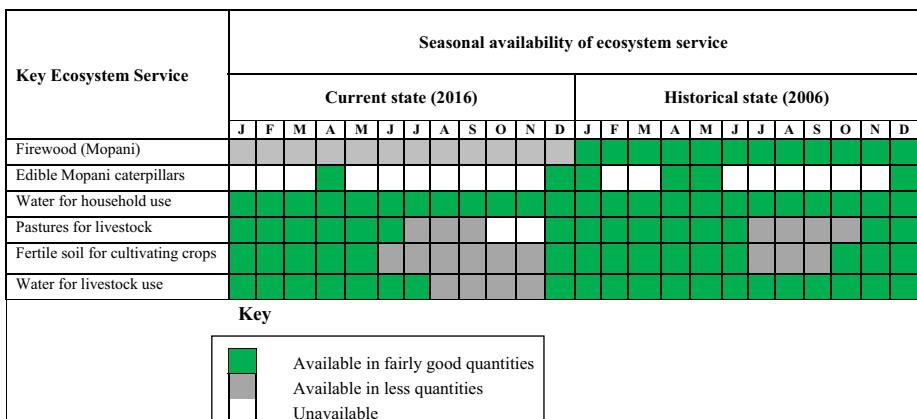 Key Ecosystem Service
Seasonal availability of ecosystem service
Current state (2016)
Historical state (2006)
J F M A M J J A S O N D J F M A M J J A S O N D
Firewood (Mopani)
Edible Mopani caterpillars
Water for household use
Pastures for livestock
Fertile soil for cultivating crops
Water for livestock use
Key
Available in fairly good quantities
Available in less quantities
Unavailable